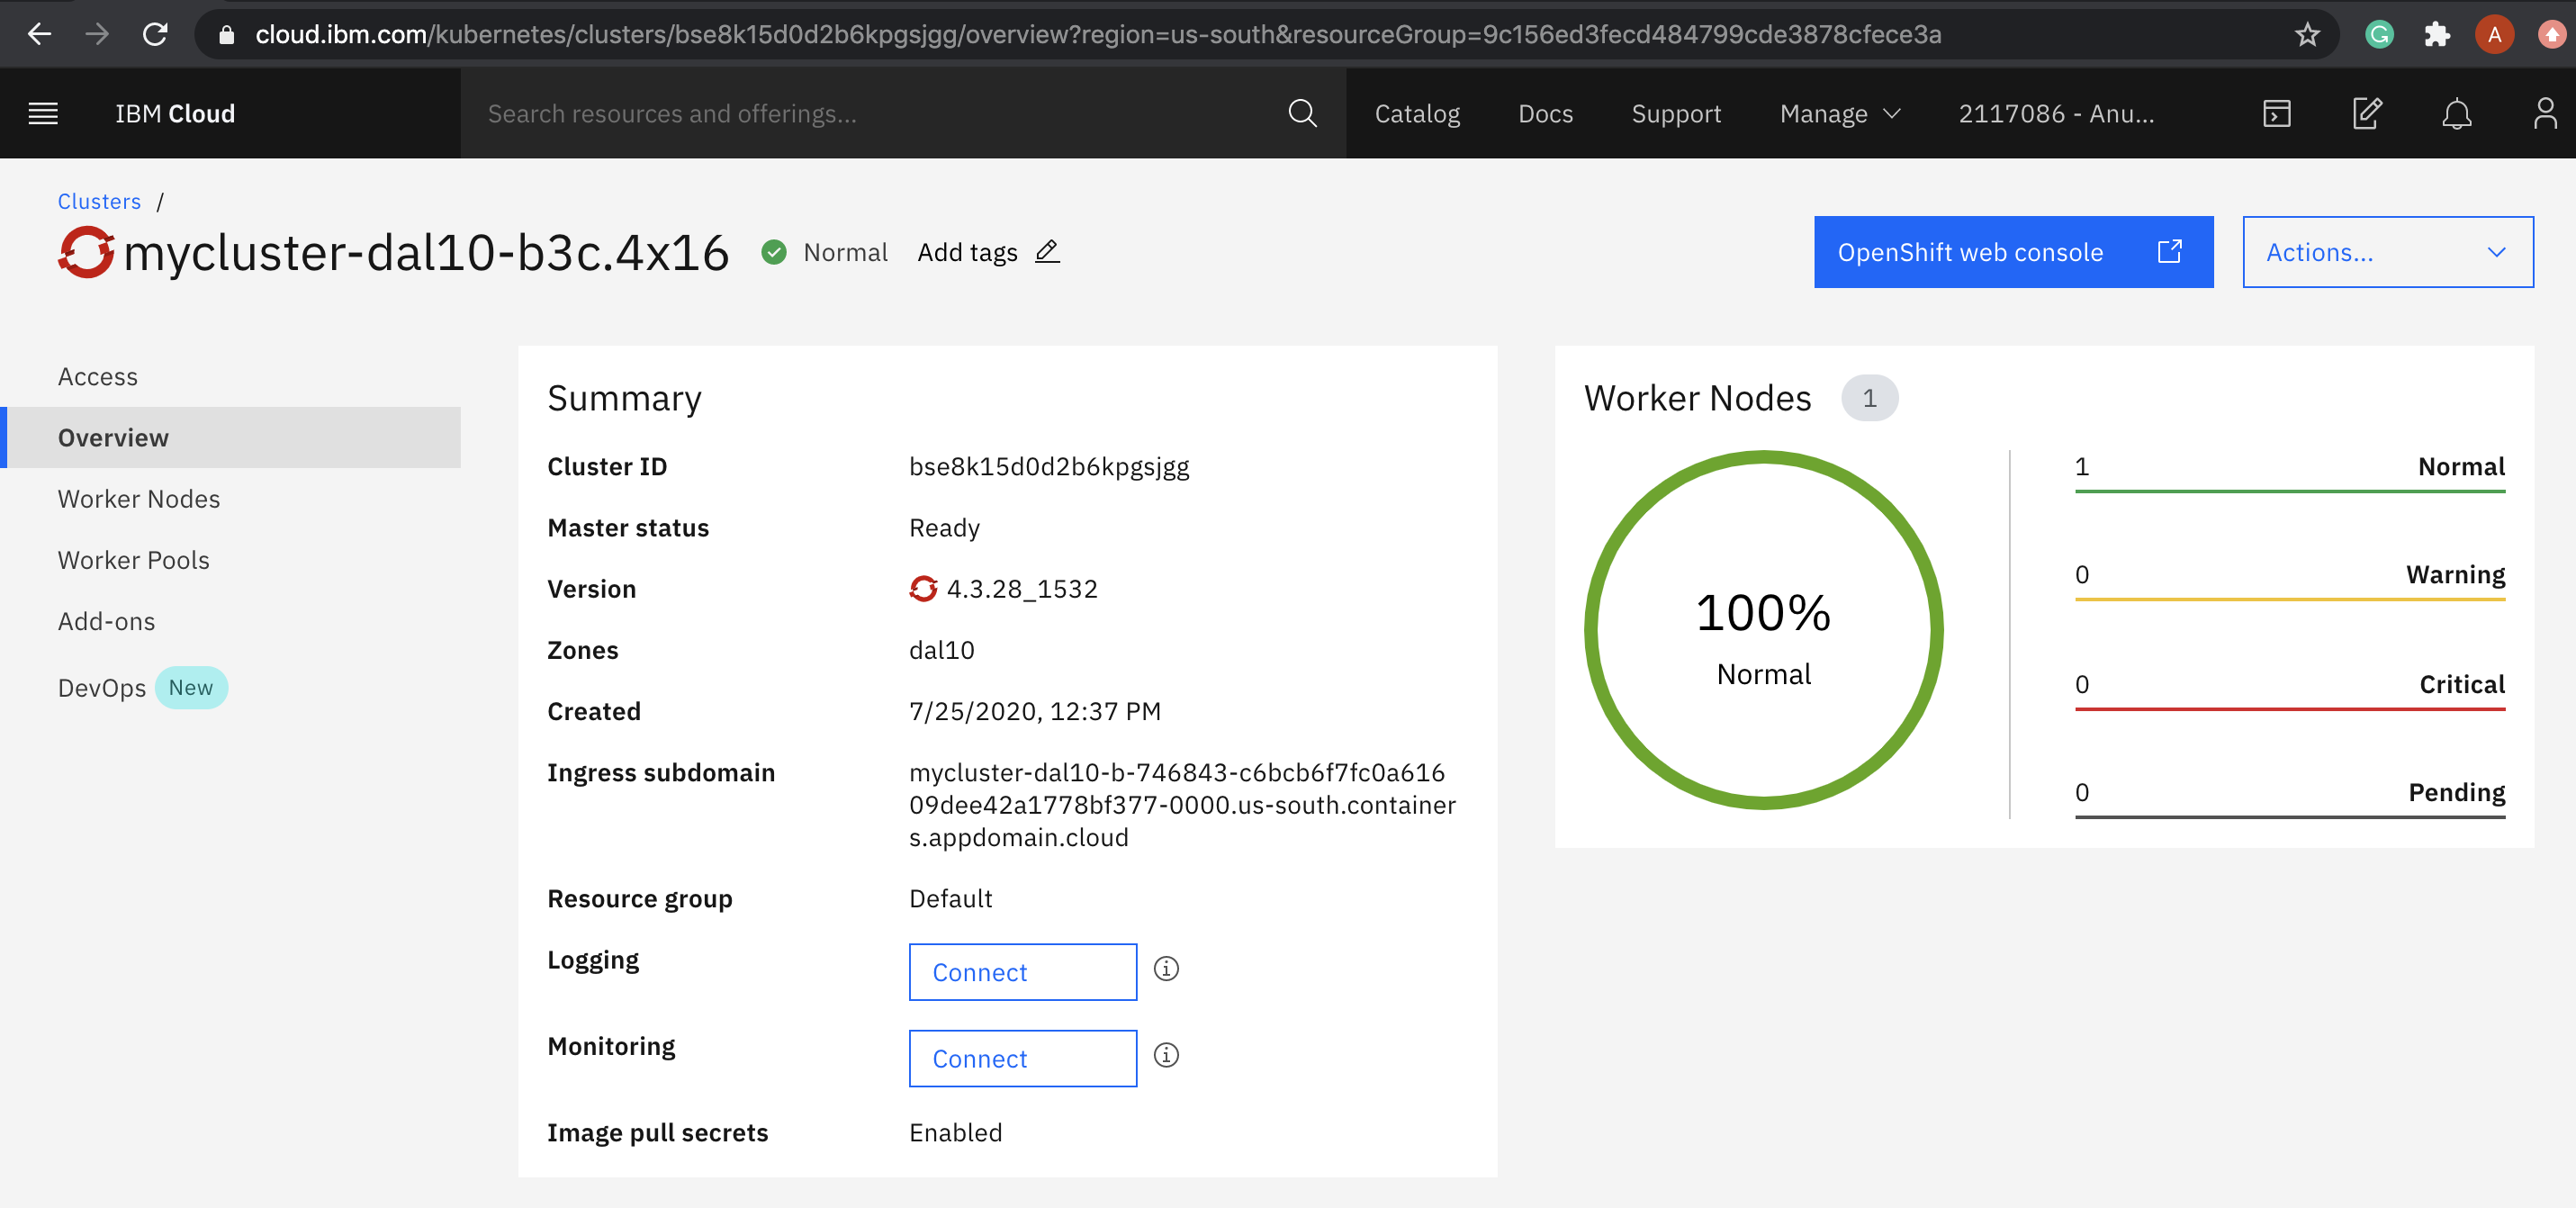 cloud.ibm.com/kubernetes/clusters/bse8k15d0d2b6kpgsjgg/overview?region=us-south&resourceGroup=9c156ed3fecd484799cde3878cfece3a
A
IBM Cloud
Search resources and offerings...
Catalog
Docs
Support
Manage
2117086 - Anu...
Clusters /
mycluster-dal10-b3c.4x16
Normal
Add tags
OpenShift web console
Actions...
Access
Overview
Worker Nodes
Worker Pools
Add-ons
DevOps New
Summary
Cluster ID bse8k15d0d2b6kpgsjgg
Master status Ready
Version 4.3.28_1532
Zones dal10
Created 7/25/2020, 12:37 PM
Ingress subdomain mycluster-dal10-b-746843-c6bcb6f7fc0a616
09dee42a1778bf377-0000.us-south.container
s.appdomain.cloud
Resource group Default
Logging Connect
Monitoring Connect
Image pull secrets Enabled
Worker Nodes 1
100%
Normal
1 Normal
0 Warning
0 Critical
0 Pending